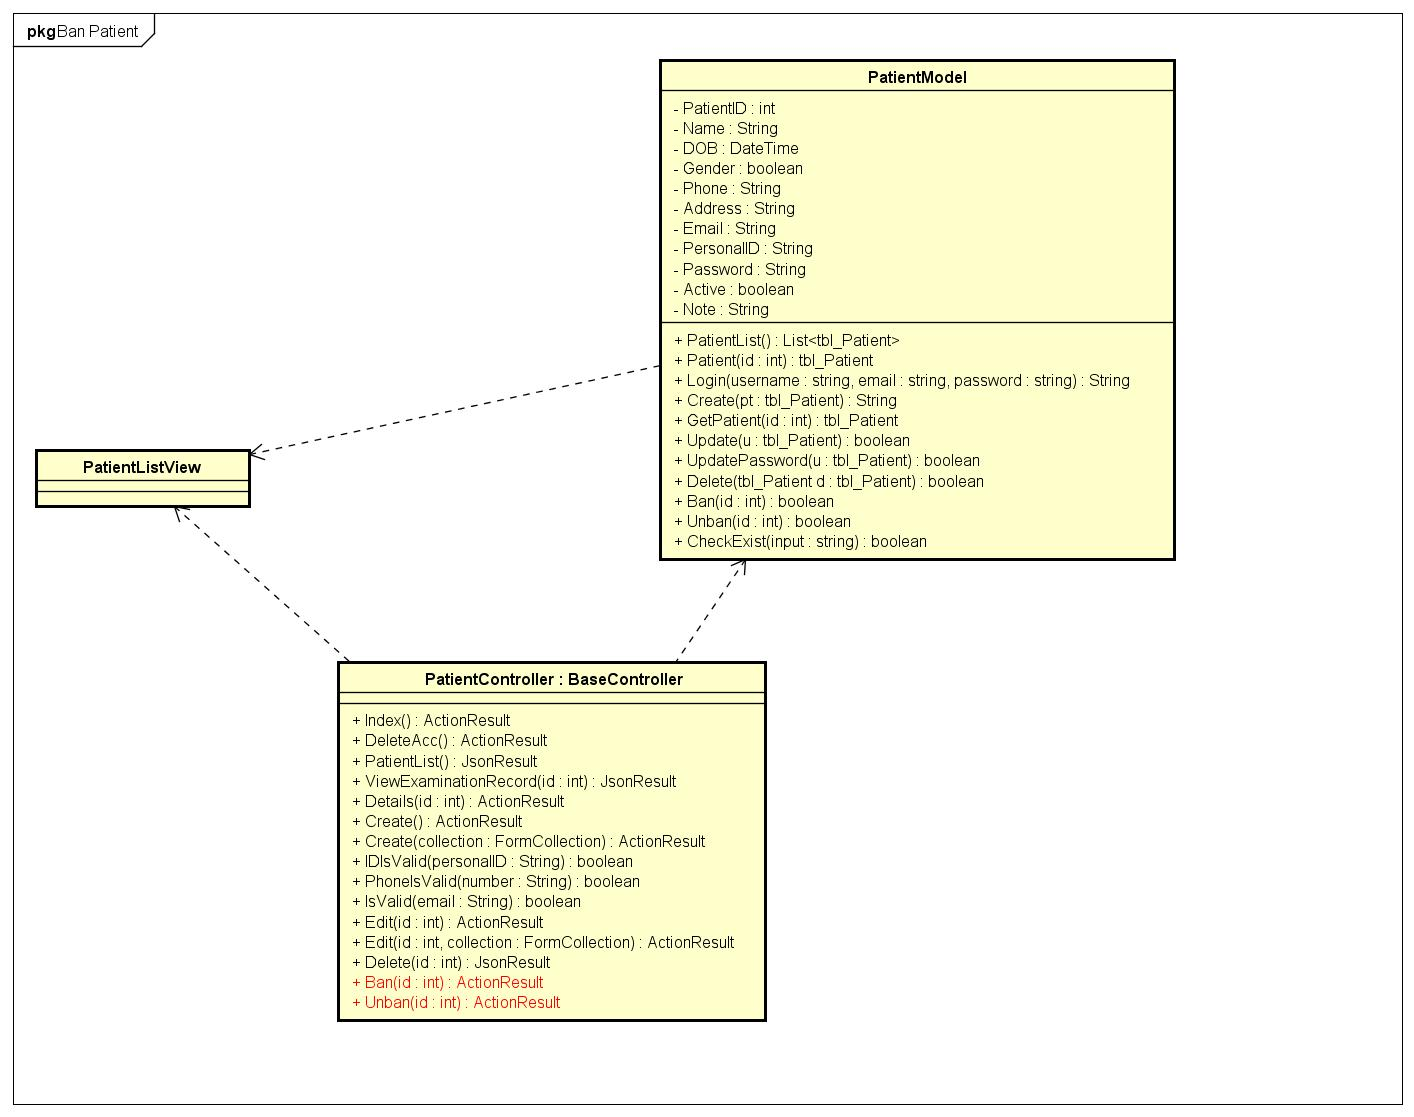 pkg Ban Patient
PatientModel
- PatientID : int
- Name : String
- DOB : DateTime
- Gender : boolean
- Phone : String
- Address : String
- Email : String
- PersonalID : String
- Password : String
- Active : boolean
- Note : String
+ PatientList() : List<tbl_Patient>
+ Patient(id : int) : tbl_Patient
+ Login(username : string, email : string, password : string) : String
+ Create(pt : tbl_Patient) : String
+ GetPatient(id : int) : tbl_Patient
+ Update(u : tbl_Patient) : boolean
+ UpdatePassword(u : tbl_Patient) : boolean
+ Delete(tbl_Patient d : tbl_Patient) : boolean
+ Ban(id : int) : boolean
+ Unban(id : int) : boolean
+ CheckExist(input : string) : boolean
PatientListView
PatientController : BaseController
+ Index() : ActionResult
+ DeleteAcc() : ActionResult
+ PatientList() : JsonResult
+ ViewExaminationRecord(id : int) : JsonResult
+ Details(id : int) : ActionResult
+ Create() : ActionResult
+ Create(collection : FormCollection) : ActionResult
+ IDIsValid(personalID : String) : boolean
+ PhoneIsValid(number : String) : boolean
+ IsValid(email : String) : boolean
+ Edit(id : int) : ActionResult
+ Edit(id : int, collection : FormCollection) : ActionResult
+ Delete(id : int) : JsonResult
+ Ban(id : int) : ActionResult
+ Unban(id : int) : ActionResult